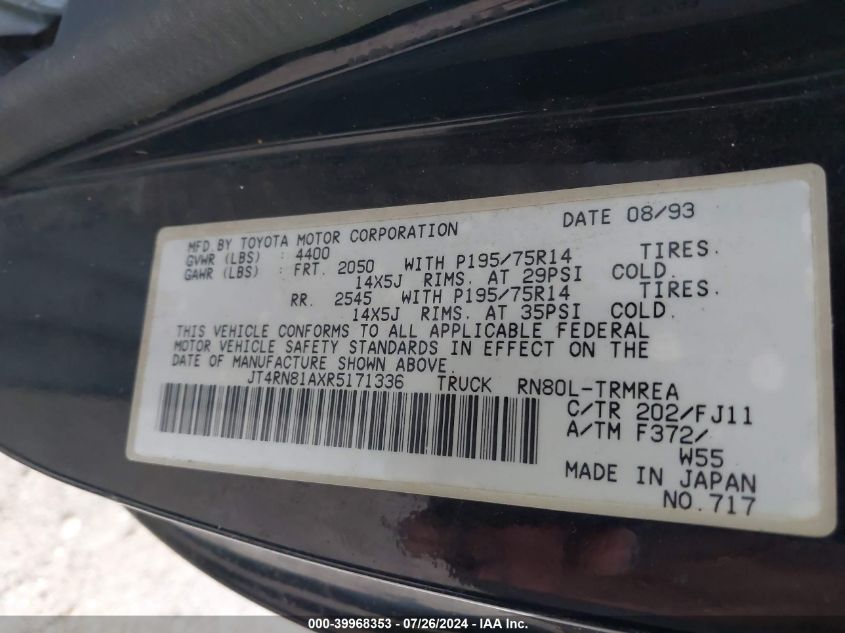 DATE 08/93
MFD.BY TOYOTA MOTOR CORPORATION
GVWR (LBS) : 4400
GAWR (LBS) : FRT. 2050 WITH P195/75R14 TIRES.
14X5J RIMS. AT 29PSI COLD.
RR. 2545 WITH P195/75R14 TIRES.
14X5J RIMS. AT 35PSI COLD.
THIS VEHICLE CONFORMS TO ALL APPLICABLE FEDERAL
MOTOR VEHICLE SAFETY STANDARDS IN EFFECT ON THE
DATE OF MANUFACTURE SHOWN ABOVE.
JT4RN81AXR5171336 TRUCK RN80L-TRMREA
C/TR 202/FJ11
A/TM F372/
W55
MADE IN JAPAN
NO.717
000-39968353 - 07/26/2024 - IAAI.com